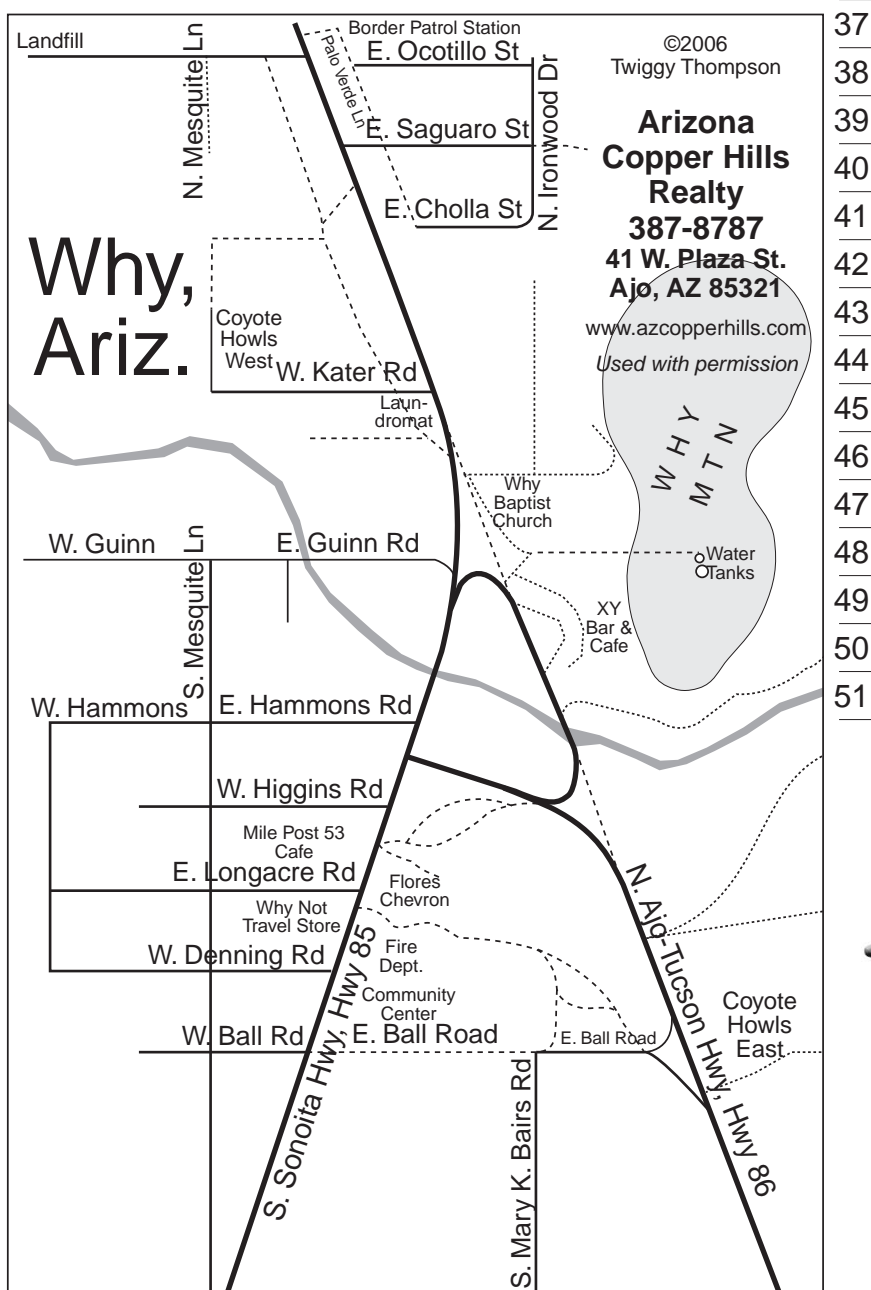 Landfill
N. Mesquite Ln
Palo Verde Ln
Border Patrol Station
E. Ocotillo St
E. Saguaro St
E. Cholla St
N. Ironwood Dr
©2006
Twiggy Thompson
Arizona
Copper Hills
Realty
387-8787
41 W. Plaza St.
Ajo, AZ 85321
www.azcopperhills.com
Used with permission
Why,
Ariz.
Coyote
Howls
West
W. Kater Rd
Laun-
dromat
WHY
MTN
Why
Baptist
Church
Water
Tanks
W. Guinn
S. Mesquite Ln
E. Guinn Rd
XY
Bar &
Cafe
W. Hammons
E. Hammons Rd
W. Higgins Rd
Mile Post 53
Cafe
E. Longacre Rd
Flores
Chevron
Why Not
Travel Store
W. Denning Rd
Fire
Dept.
Community
Center
W. Ball Rd
E. Ball Road
E. Ball Road
S. Sonoita Hwy, Hwy 85
N. Ajo-Tucson Hwy, Hwy 86
Coyote
Howls
East
S. Mary K. Bairs Rd
37
38
39
40
41
42
43
44
45
46
47
48
49
50
51